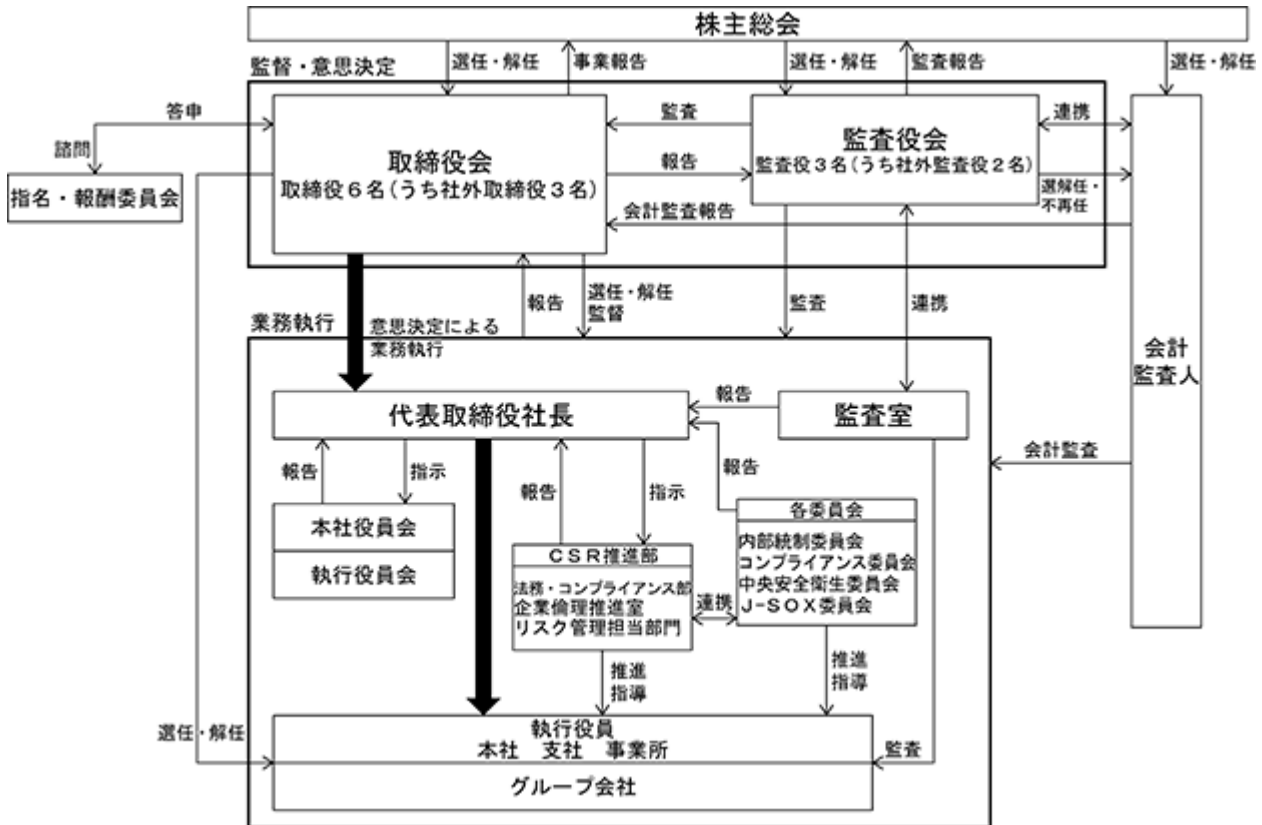 株主総会
選任・解任
事業報告
選任・解任
監査報告
選任・解任
監督・意思決定
答申
諮問
指名・報酬委員会
取締役会
取締役6名(うち社外取締役3名)
監査
報告
監査役会
監査役3名(うち社外監査役2名)
連携
選解任・
不再任
会計監査報告
会計
監査人
業務執行
意思決定による
業務執行
報告
選任・解任
監督
監査
連携
代表取締役社長
報告
監査室
報告
指示
報告
指示
報告
会計監査
本社役員会
執行役員会
CSR推進部
法務・コンプライアンス部
企業倫理推進室
リスク管理担当部門
連携
各委員会
内部統制委員会
コンプライアンス委員会
中央安全衛生委員会
J-SOX委員会
推進
指導
推進
指導
選任・解任
執行役員
本社 支社 事業所
グループ会社
監査